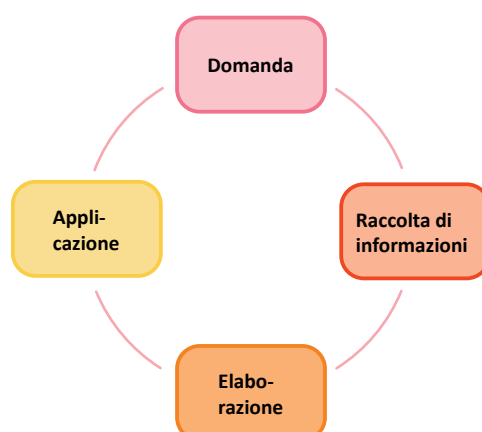 Domanda
Raccolta di
informazioni
Elabo-
razione
Appli-
cazione